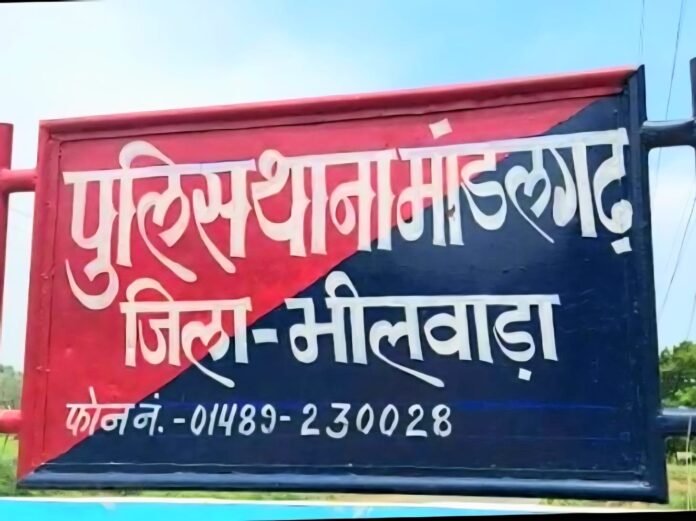 पुलिस थाना मांडलगढ़
जिला - भीलवाड़ा
फोन नं. - 01489-230028